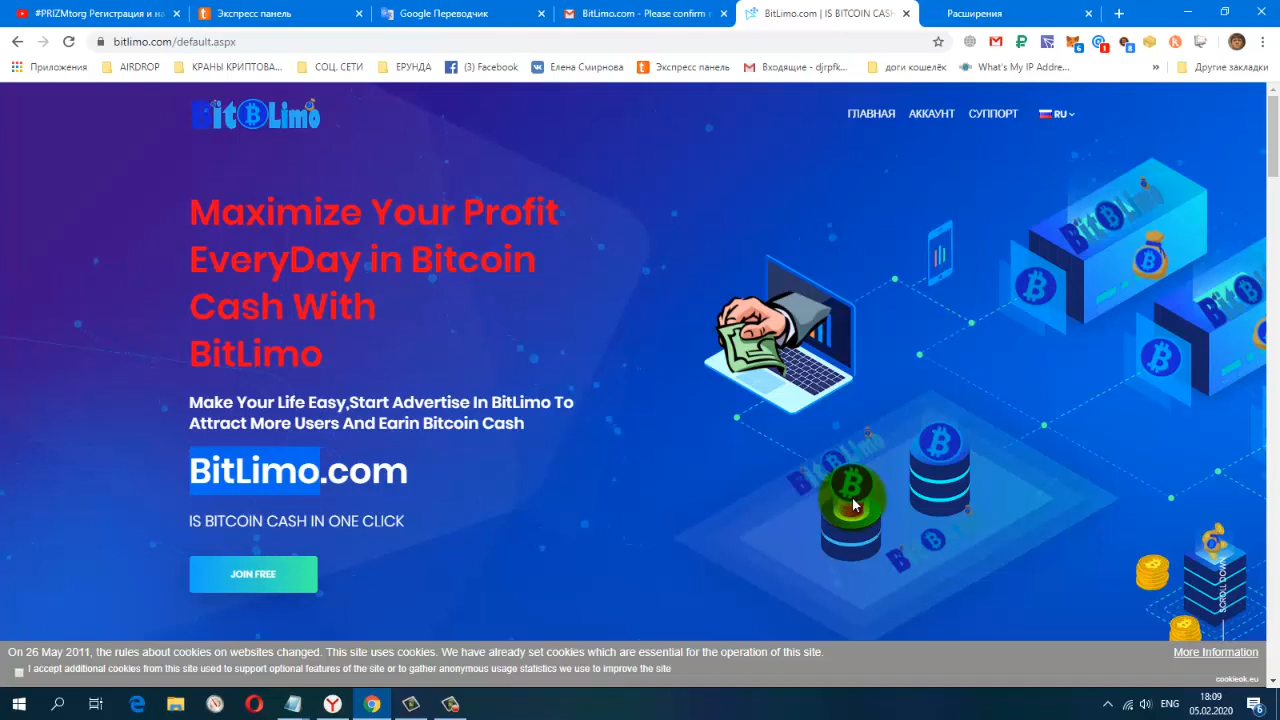 #PRIZMtorg Регистрация и на
Экспресс панель
Google Переводчик
BitLimo.com - Please confirm r
BitLimo.com | IS BITCOIN CASH
Расширения
bitlimo.com/default.aspx
Приложения
AIRDROP
КРАНЫ КРИПТОВА...
СОЦ. СЕТИ
ЕРУНДА
(3) Facebook
Елена Смирнова
Экспресс панель
Входящие - djrpfk...
доги кошелёк
What's My IP Addre...
»
Другие закладки
BitLimo
ГЛАВНАЯ
АККАУНТ
СУППОРТ
RU
Maximize Your Profit
EveryDay in Bitcoin
Cash With
BitLimo
Make Your Life Easy,Start Advertise In BitLimo To
Attract More Users And Earin Bitcoin Cash
BitLimo.com
IS BITCOIN CASH IN ONE CLICK
JOIN FREE
SCROLL DOWN
On 26 May 2011, the rules about cookies on websites changed. This site uses cookies. We have already set cookies which are essential for the operation of this site.
More Information
I accept additional cookies from this site used to support optional features of the site or to gather anonymous usage statistics we use to improve the site
cookieok.eu
ENG
18:09
05.02.2020